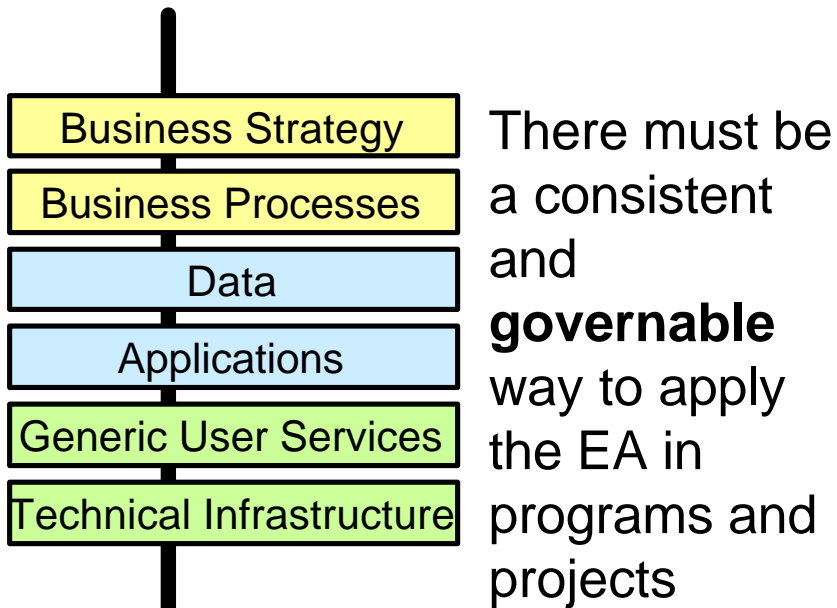 Business Strategy
Business Processes
Data
Applications
Generic User Services
Technical Infrastructure
There must be
a consistent
and
governable
way to apply
the EA in
programs and
projects